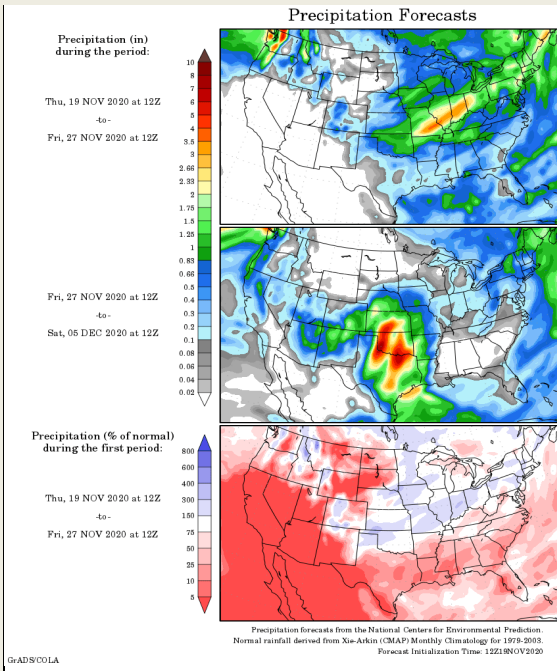 Precipitation Forecasts
Precipitation (in)
during the period:
Thu, 19 NOV 2020 at 12Z
-to-
Fri, 27 NOV 2020 at 12Z
10
8
7
6
5
4
3.5
3
2.66
2.33
2
1.75
1.5
1.25
1
0.83
0.66
0.5
0.4
0.3
0.2
0.1
0.08
0.06
0.04
0.02
Fri, 27 NOV 2020 at 12Z
-to-
Sat, 05 DEC 2020 at 12Z
Precipitation (% of normal)
during the first period:
Thu, 19 NOV 2020 at 12Z
-to-
Fri, 27 NOV 2020 at 12Z
800
600
400
300
150
75
50
25
10
5
Precipitation forecasts from the National Centers for Environmental Prediction.
Normal rainfall derived from Xie-Arkin (CMAP) Monthly Climatology for 1979-2003.
Forecast Initialization Time: 12Z19NOV2020
GrADS/COLA